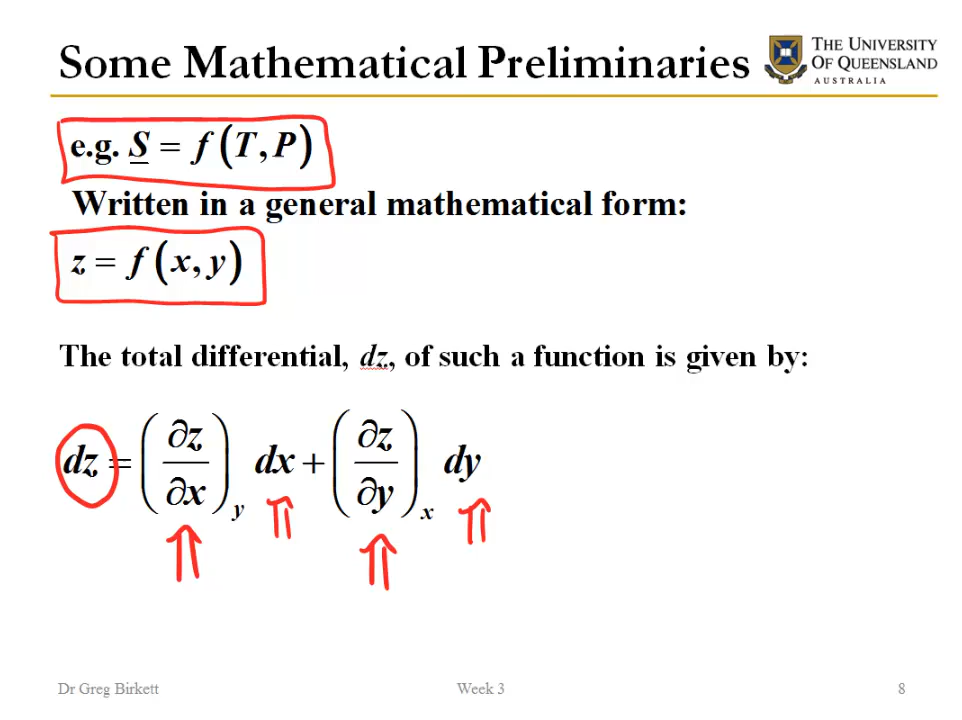 Some Mathematical Preliminaries
THE UNIVERSITY
OF QUEENSLAND
AUSTRALIA
e.g. S = f(T, P)
Written in a general mathematical form:
z = f(x, y)
The total differential, dz, of such a function is given by:
dz = (∂z/∂x)_y dx + (∂z/∂y)_x dy
Dr Greg Birkett
Week 3
8